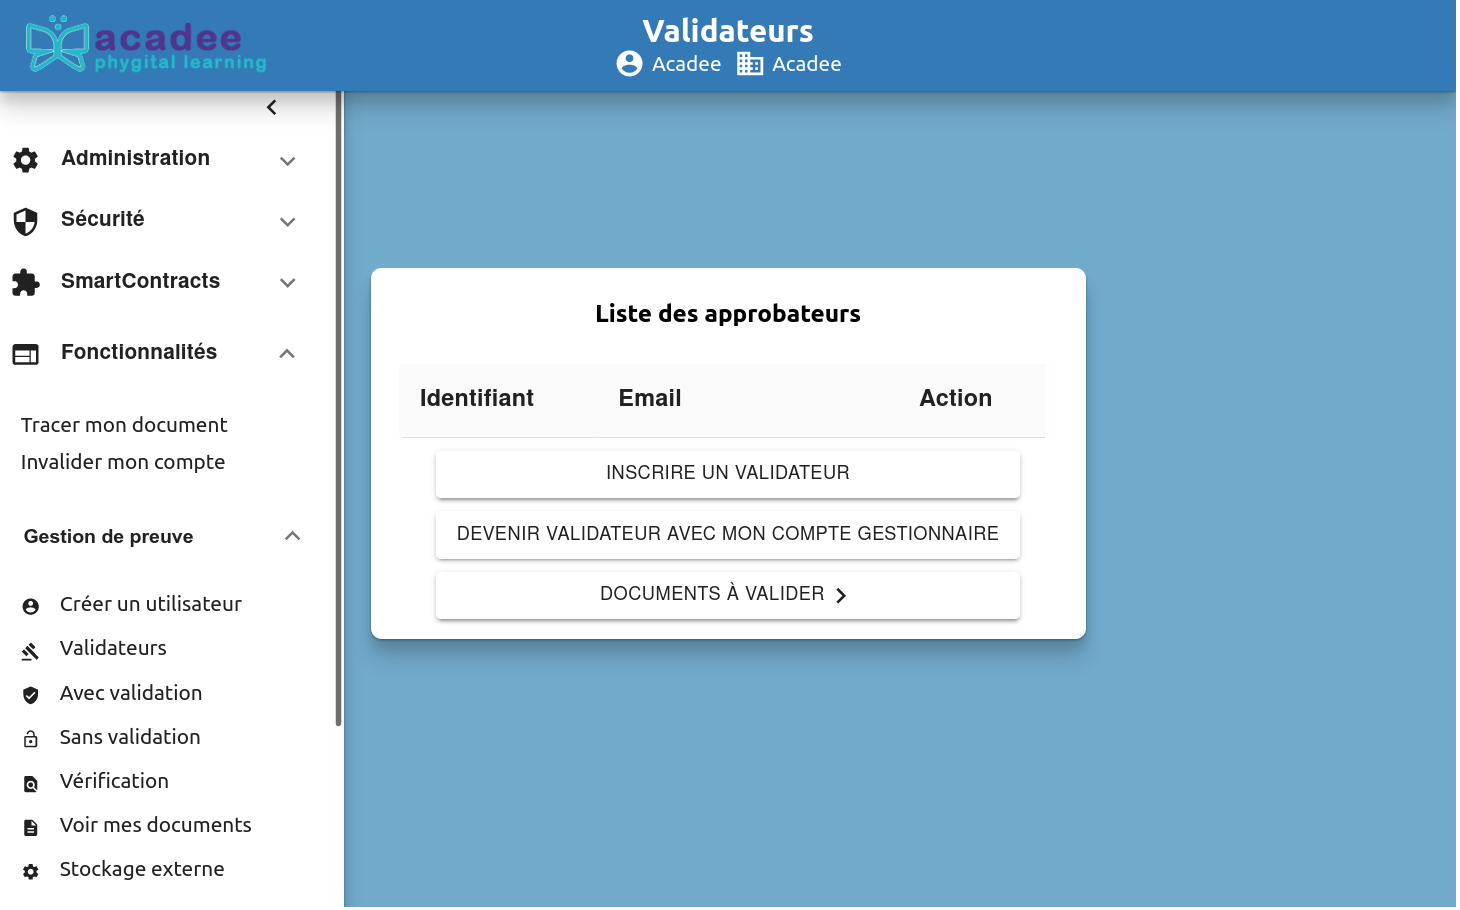 acadee
phygital learning
Validateurs
Acadee Acadee
Administration
Sécurité
SmartContracts
Fonctionnalités
Tracer mon document
Invalider mon compte
Gestion de preuve
Créer un utilisateur
Validateurs
Avec validation
Sans validation
Vérification
Voir mes documents
Stockage externe
Liste des approbateurs
Identifiant Email Action
INSCRIRE UN VALIDATEUR
DEVENIR VALIDATEUR AVEC MON COMPTE GESTIONNAIRE
DOCUMENTS À VALIDER